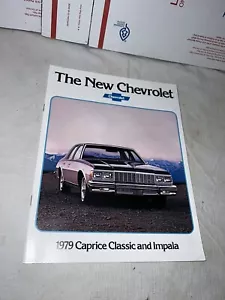 The New Chevrolet
1979 Caprice Classic and Impala